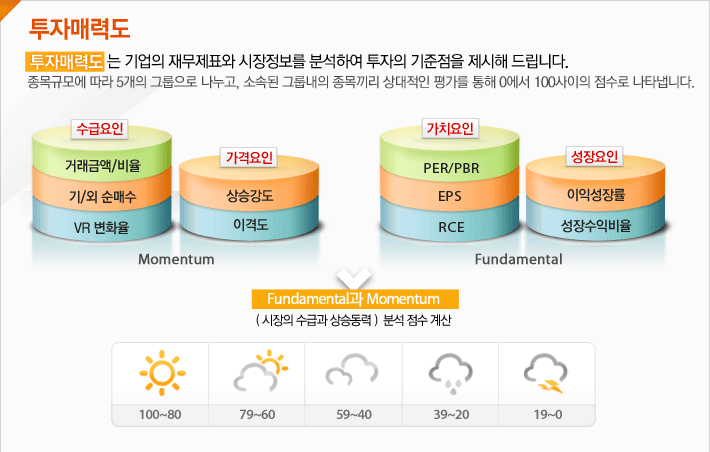 투자매력도
투자매력도 는 기업의 재무제표와 시장정보를 분석하여 투자의 기준점을 제시해 드립니다.
종목규모에 따라 5개의 그룹으로 나누고, 소속된 그룹내의 종목끼리 상대적인 평가를 통해 0에서 100사이의 점수로 나타냅니다.
수급요인
거래금액/비율
기/외 순매수
VR 변화율
가격요인
상승강도
이격도
Momentum
가치요인
PER/PBR
EPS
RCE
성장요인
이익성장률
성장수익비율
Fundamental
Fundamental과 Momentum
( 시장의 수급과 상승동력 ) 분석 점수 계산
100~80
79~60
59~40
39~20
19~0